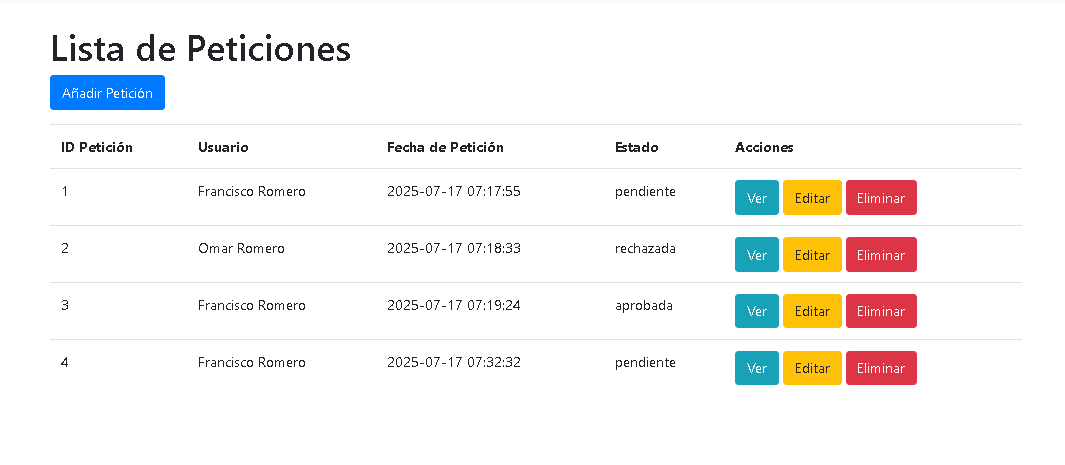 Lista de Peticiones
Añadir Petición
ID Petición Usuario Fecha de Petición Estado Acciones
1 Francisco Romero 2025-07-17 07:17:55 pendiente Ver Editar Eliminar
2 Omar Romero 2025-07-17 07:18:33 rechazada Ver Editar Eliminar
3 Francisco Romero 2025-07-17 07:19:24 aprobada Ver Editar Eliminar
4 Francisco Romero 2025-07-17 07:32:32 pendiente Ver Editar Eliminar